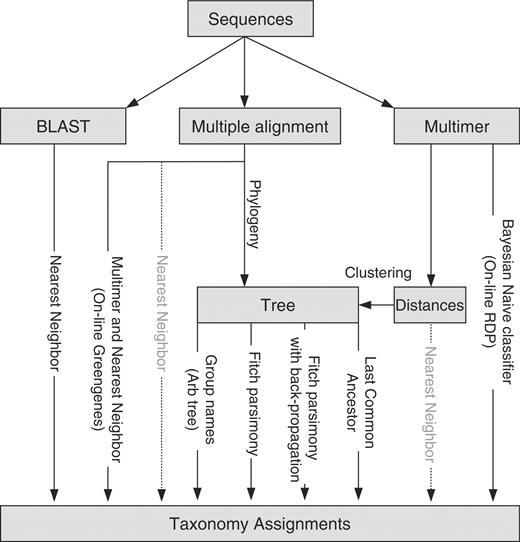 Sequences
BLAST
Multiple alignment
Multimer
Nearest Neighbor
Multimer and Nearest Neighbor
(On-line Greengenes)
Nearest Neighbor
Phylogeny
Bayesian Naive classifier
(On-line RDP)
Clustering
Tree
Distances
Group names
(Arb tree)
Fitch parsimony
Fitch parsimony
with back-propagation
Last Common
Ancestor
Nearest Neighbor
Taxonomy Assignments